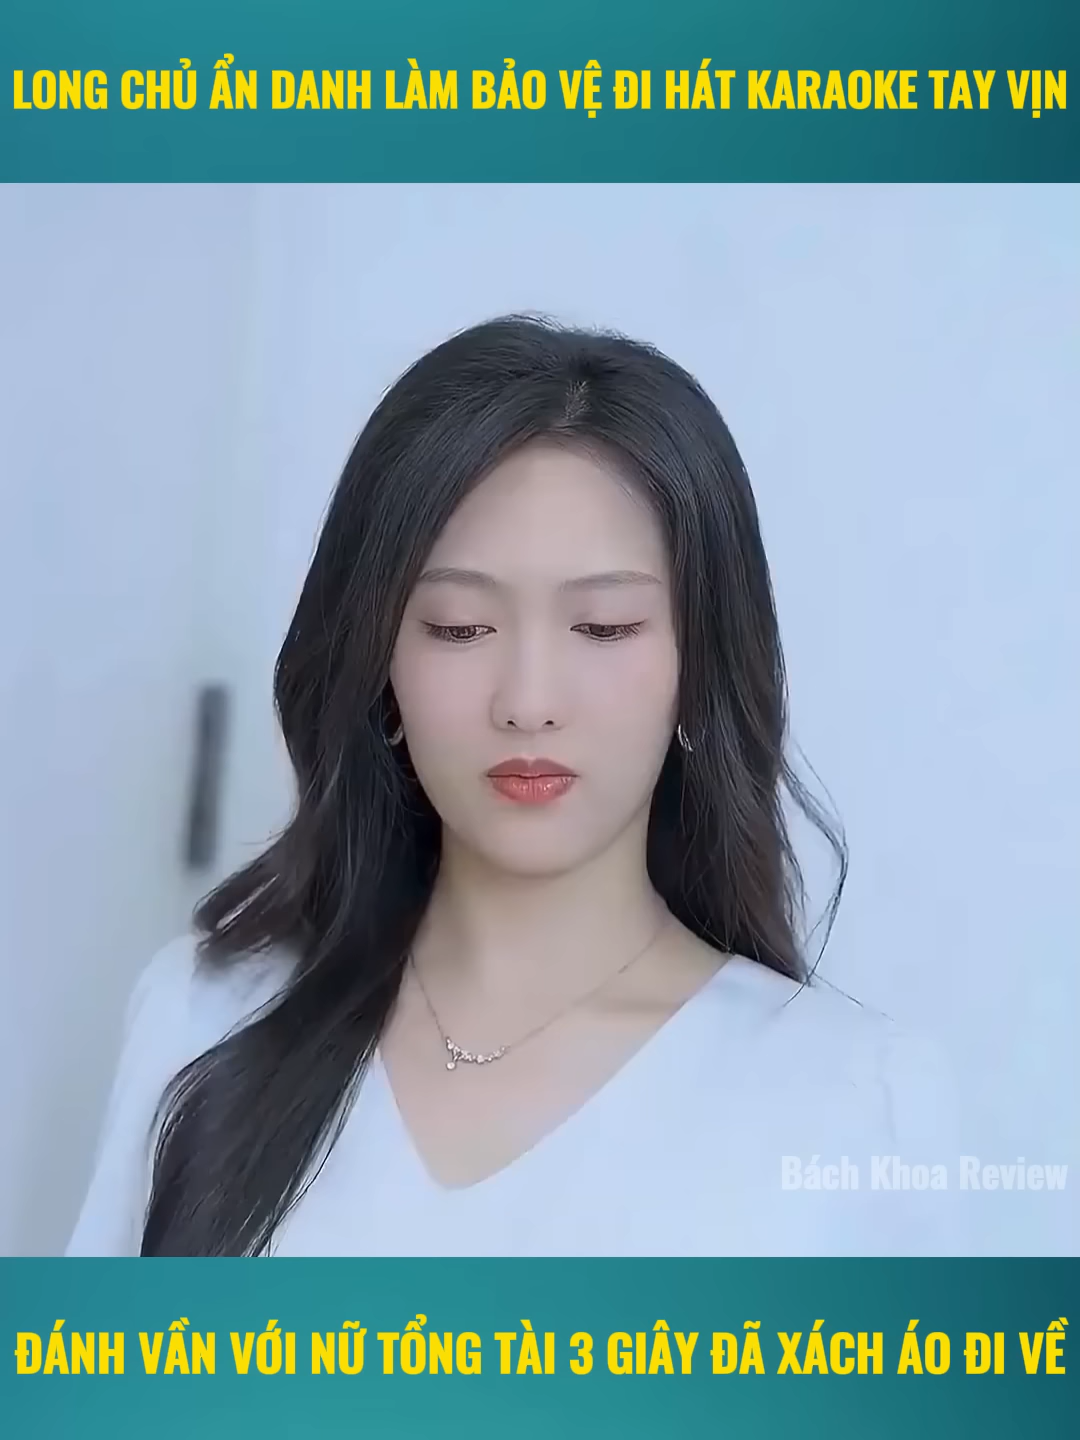 LONG CHỦ ẨN DANH LÀM BẢO VỆ ĐI HÁT KARAOKE TAY VỊN
Bách Khoa Review
ĐÁNH VẦN VỚI NỮ TỔNG TÀI 3 GIÂY ĐÃ XÁCH ÁO ĐI VỀ